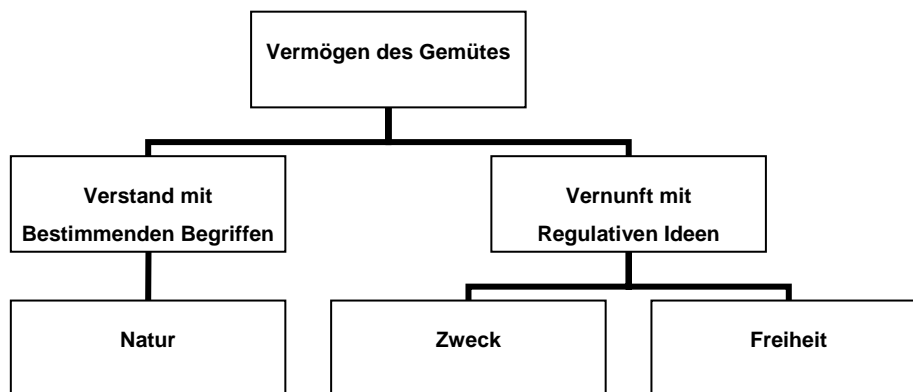 Vermögen des Gemütes
Verstand mit
Bestimmenden Begriffen
Vernunft mit
Regulativen Ideen
Natur
Zweck
Freiheit